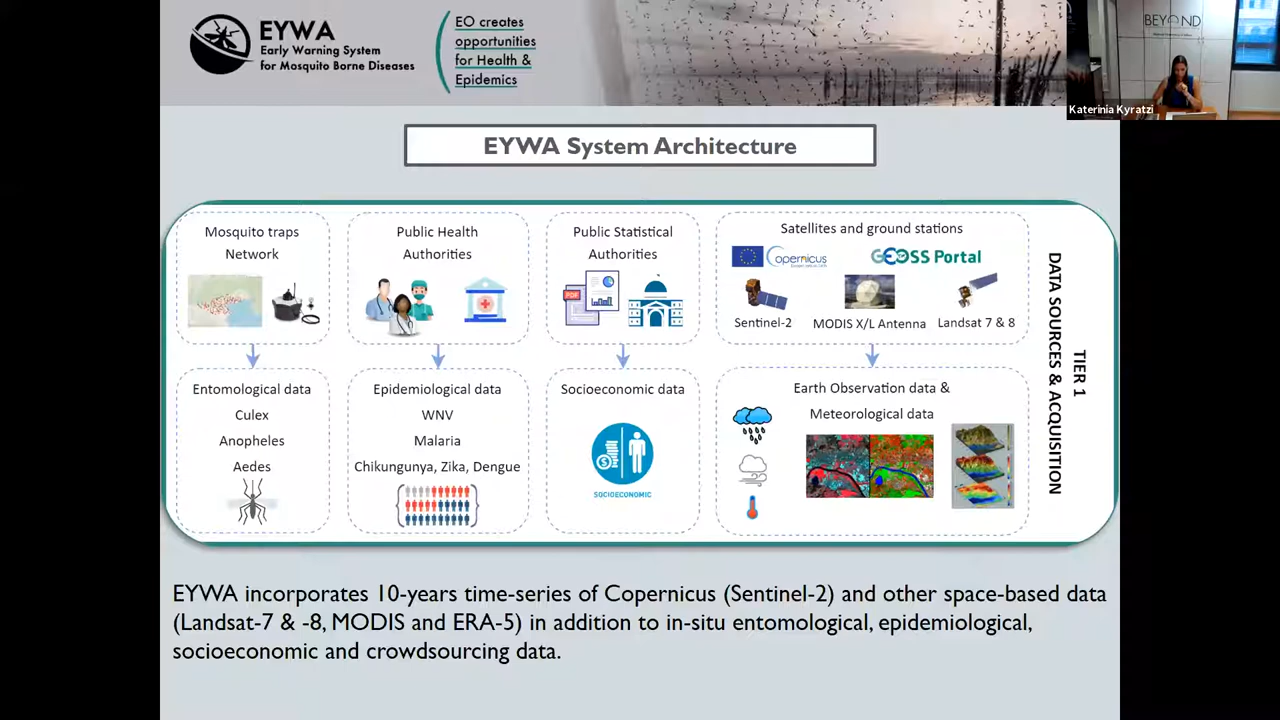 EYWA
Early Warning System
for Mosquito Borne Diseases
EO creates
opportunities
for Health &
Epidemics
BEYOND
Katerinia Kyratzi
EYWA System Architecture
Mosquito traps
Network
Public Health
Authorities
Public Statistical
Authorities
Satellites and ground stations
opernicus
GEOSS Portal
PDF
Sentinel-2
MODIS X/L Antenna
Landsat 7 & 8
Entomological data
Culex
Anopheles
Aedes
Epidemiological data
WNV
Malaria
Chikungunya, Zika, Dengue
Socioeconomic data
SOCIOECONOMIC
Earth Observation data &
Meteorological data
TIER 1
DATA SOURCES & ACQUISITION
EYWA incorporates 10-years time-series of Copernicus (Sentinel-2) and other space-based data
(Landsat-7 & -8, MODIS and ERA-5) in addition to in-situ entomological, epidemiological,
socioeconomic and crowdsourcing data.